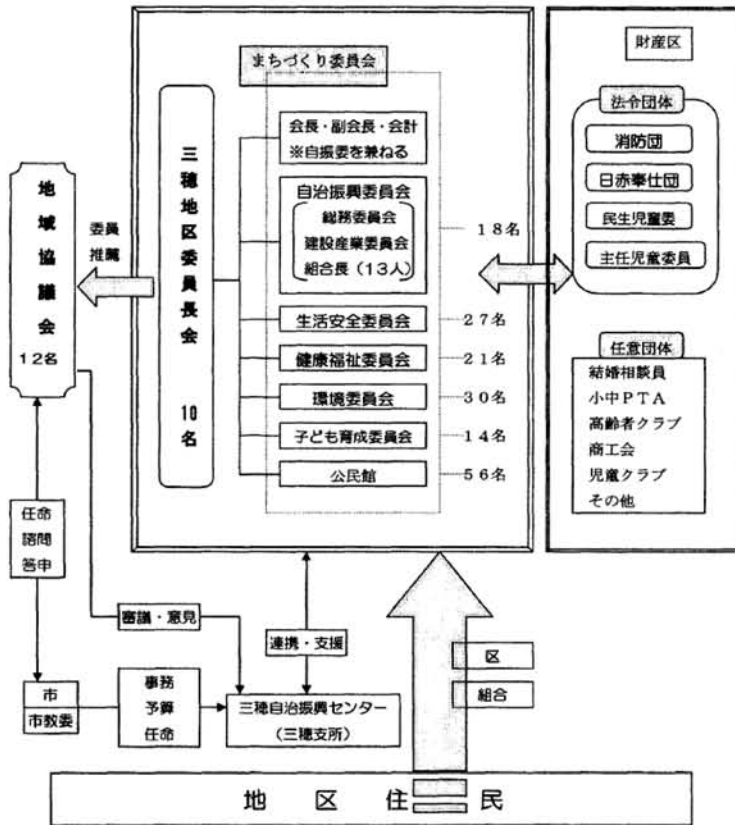 まちづくり委員会
三穂地区委員長会 10名
会長・副会長・会計
※自振委を兼ねる
自治振興委員会
総務委員会
建設産業委員会
組合長（13人）
18名
生活安全委員会
27名
健康福祉委員会
21名
環境委員会
30名
子ども育成委員会
14名
公民館
56名
地域協議会
12名
委員
推薦
財産区
法令団体
消防団
日赤奉仕団
民生児童委
主任児童委員
任意団体
結婚相談員
小中PTA
高齢者クラブ
商工会
児童クラブ
その他
任命
諮問
答申
審議・意見
連携・支援
区
組合
市
市教委
事務
予算
任命
三穂自治振興センター
（三穂支所）
地区住民